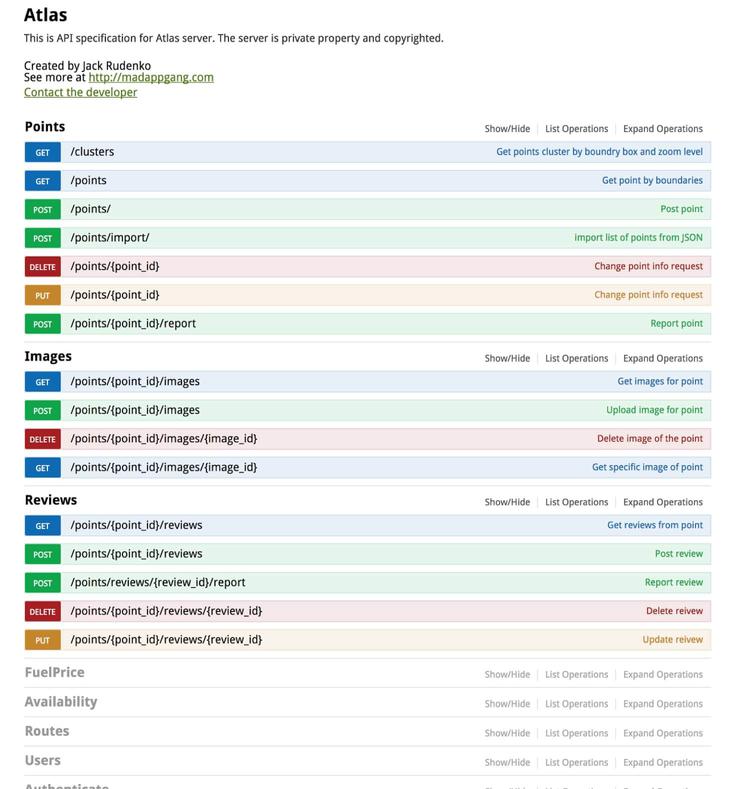 Atlas
This is API specification for Atlas server. The server is private property and copyrighted.
Created by Jack Rudenko
See more at http://madappgang.com
Contact the developer
Points Show/Hide List Operations Expand Operations
GET /clusters Get points cluster by boundry box and zoom level
GET /points Get point by boundaries
POST /points/ Post point
POST /points/import/ import list of points from JSON
DELETE /points/{point_id} Change point info request
PUT /points/{point_id} Change point info request
POST /points/{point_id}/report Report point
Images Show/Hide List Operations Expand Operations
GET /points/{point_id}/images Get images for point
POST /points/{point_id}/images Upload image for point
DELETE /points/{point_id}/images/{image_id} Delete image of the point
GET /points/{point_id}/images/{image_id} Get specific image of point
Reviews Show/Hide List Operations Expand Operations
GET /points/{point_id}/reviews Get reviews from point
POST /points/{point_id}/reviews Post review
POST /points/reviews/{review_id}/report Report review
DELETE /points/{point_id}/reviews/{review_id} Delete reivew
PUT /points/{point_id}/reviews/{review_id} Update reivew
FuelPrice Show/Hide List Operations Expand Operations
Availability Show/Hide List Operations Expand Operations
Routes Show/Hide List Operations Expand Operations
Users Show/Hide List Operations Expand Operations
Authenticate Show/Hide List Operations Expand Operations